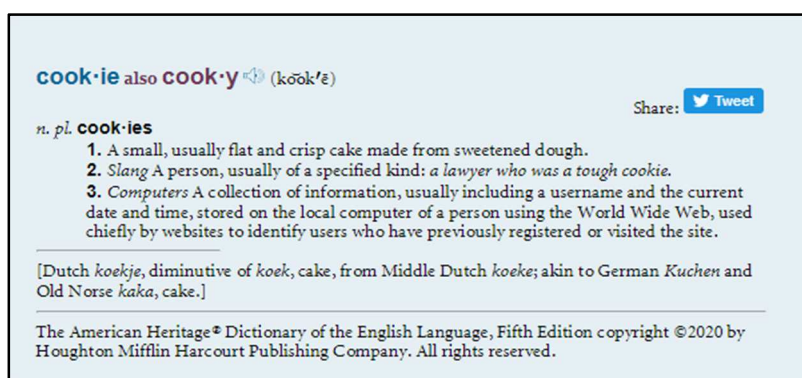 cook·ie also cook·y (ko͝ok′ē)
Share: Tweet
n. pl. cook·ies
1. A small, usually flat and crisp cake made from sweetened dough.
2. Slang A person, usually of a specified kind: a lawyer who was a tough cookie.
3. Computers A collection of information, usually including a username and the current
date and time, stored on the local computer of a person using the World Wide Web, used
chiefly by websites to identify users who have previously registered or visited the site.
[Dutch koekje, diminutive of koek, cake, from Middle Dutch koeke; akin to German Kuchen and
Old Norse kaka, cake.]
The American Heritage® Dictionary of the English Language, Fifth Edition copyright ©2020 by
Houghton Mifflin Harcourt Publishing Company. All rights reserved.